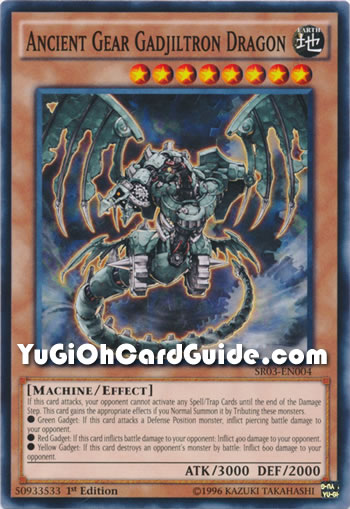 ANCIENT GEAR GADJILTRON DRAGON
EARTH
地
YuGiOhCardGuide.com
SR03-EN004
[MACHINE/EFFECT]
If this card attacks, your opponent cannot activate any Spell/Trap Cards until the end of the Damage
Step. This card gains the appropriate effects if you Normal Summon it by Tributing these monsters.
● Green Gadget: If this card attacks a Defense Position monster, inflict piercing battle damage to
your opponent.
● Red Gadget: If this card inflicts battle damage to your opponent: Inflict 400 damage to your opponent.
● Yellow Gadget: If this card destroys an opponent's monster by battle: Inflict 600 damage to
your opponent.
ATK/3000 DEF/2000
50933533 1st Edition ©1996 KAZUKI TAKAHASHI